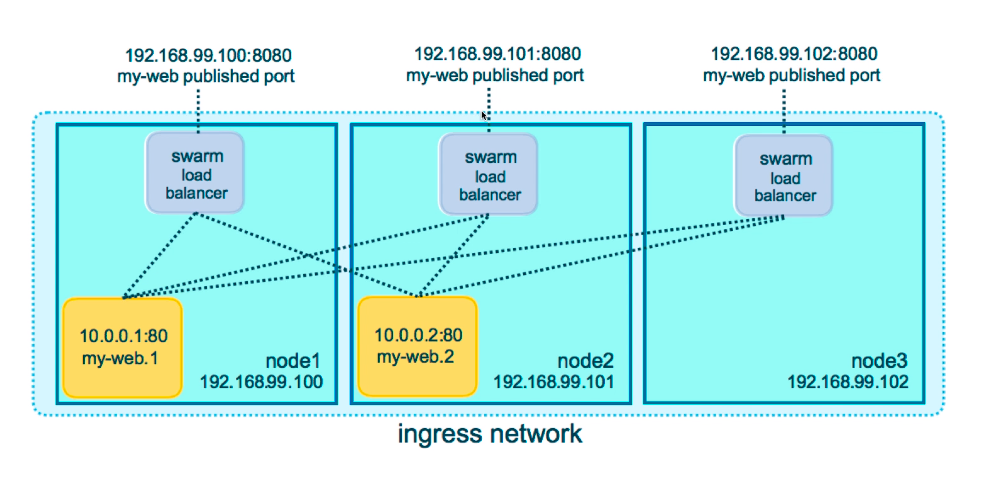 192.168.99.100:8080
my-web published port
192.168.99.101:8080
my-web published port
192.168.99.102:8080
my-web published port
swarm
load
balancer
swarm
load
balancer
swarm
load
balancer
10.0.0.1:80
my-web.1
node1
192.168.99.100
10.0.0.2:80
my-web.2
node2
192.168.99.101
node3
192.168.99.102
ingress network